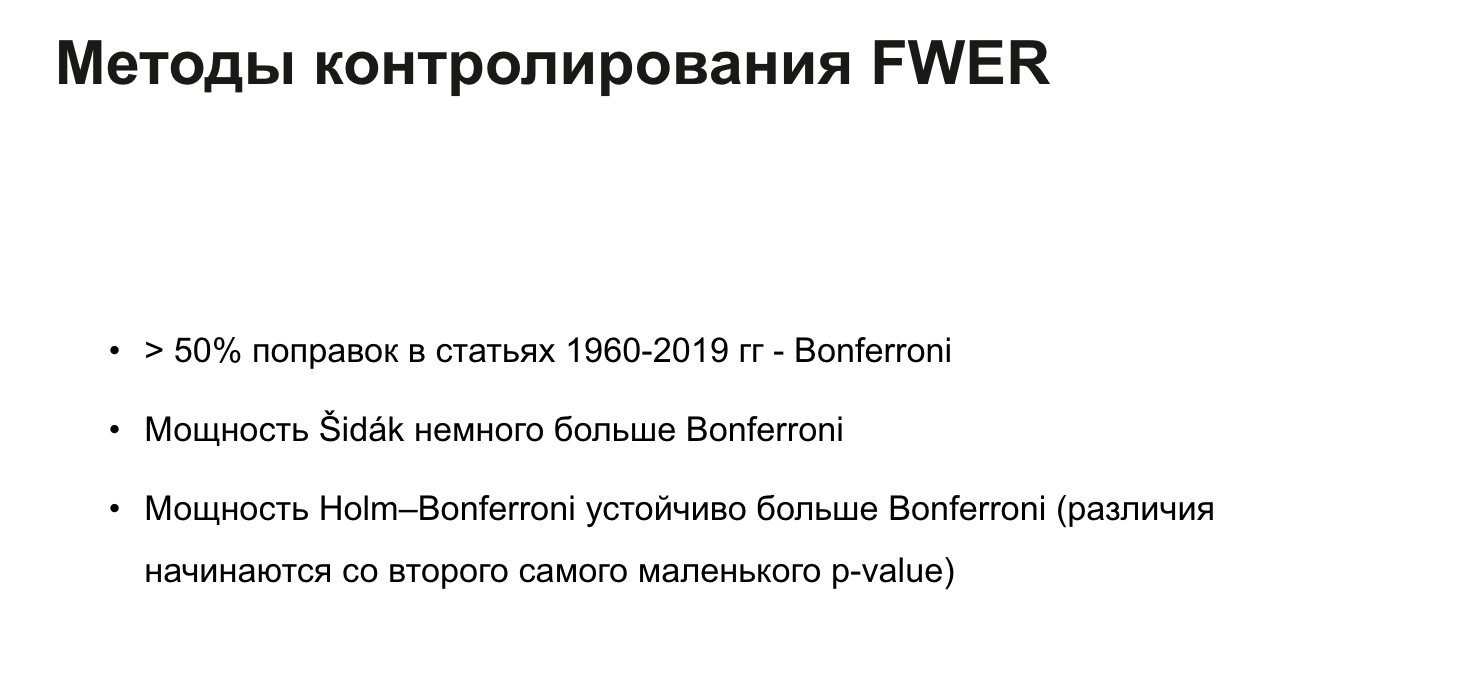 Методы контролирования FWER
• > 50% поправок в статьях 1960-2019 гг - Bonferroni
• Мощность Šidák немного больше Bonferroni
• Мощность Holm–Bonferroni устойчиво больше Bonferroni (различия
начинаются со второго самого маленького p-value)